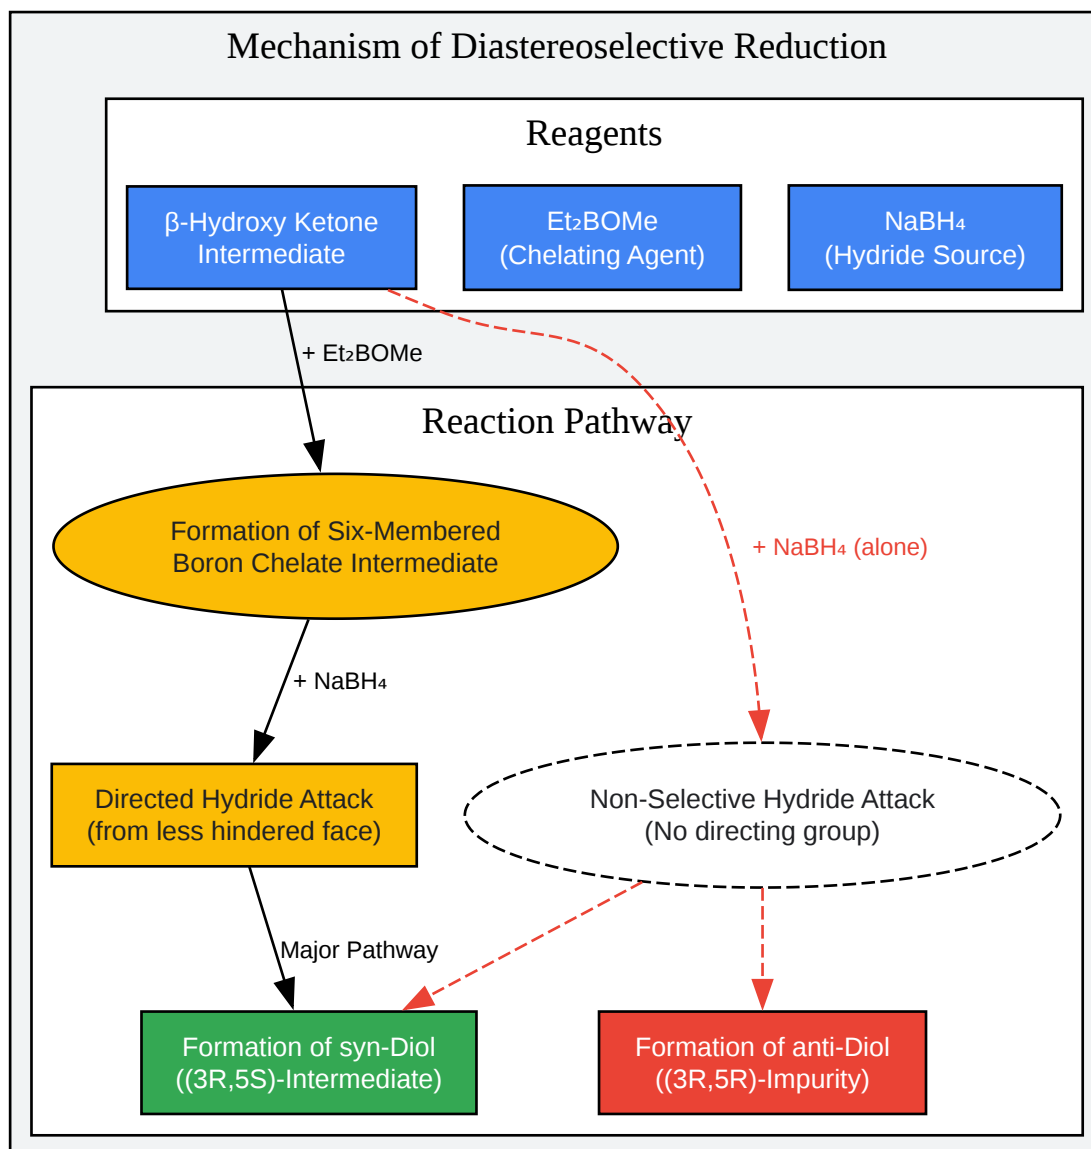 Mechanism of Diastereoselective Reduction
Reagents
β-Hydroxy Ketone
Intermediate
Et₂BOMe
(Chelating Agent)
NaBH₄
(Hydride Source)
+ Et₂BOMe
Reaction Pathway
Formation of Six-Membered
Boron Chelate Intermediate
+ NaBH₄ (alone)
+ NaBH₄
Directed Hydride Attack
(from less hindered face)
Non-Selective Hydride Attack
(No directing group)
Major Pathway
Formation of syn-Diol
((3R,5S)-Intermediate)
Formation of anti-Diol
((3R,5R)-Impurity)